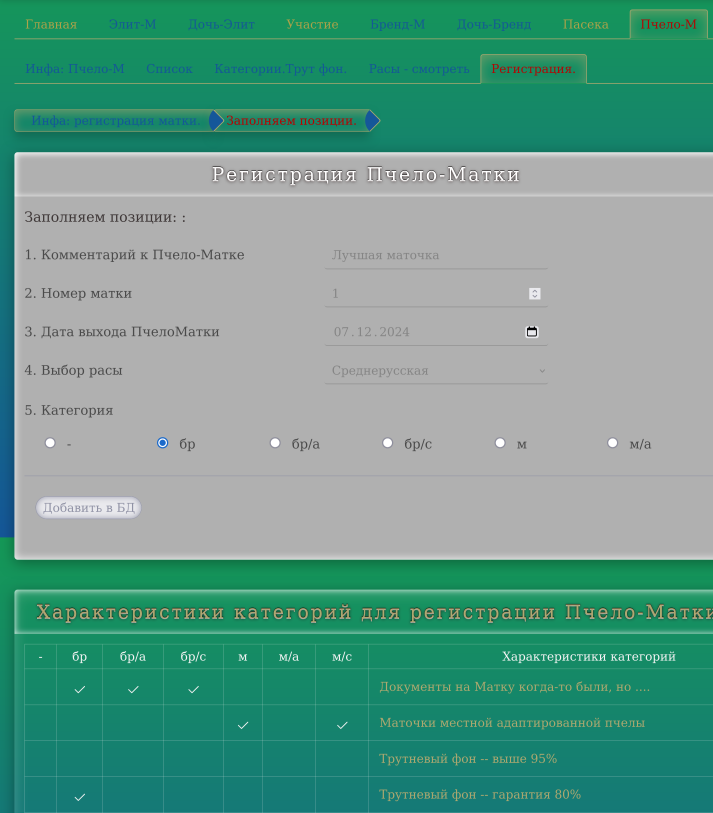 Главная Элит-М Дочь-Элит Участие Бренд-М Дочь-Бренд Пасека Пчело-М
Инфа: Пчело-М Список Категории,Трут фон. Расы - смотреть Регистрация.
Инфа; регистрация матки. Заполняем позиции.
Регистрация Пчело-Матки
Заполняем позиции: :
1. Комментарий к Пчело-Матке Лучшая маточка
2. Номер матки 1
3. Дата выхода ПчелоМатки 07.12.2024
4. Выбор расы Среднерусская
5. Категория
- бр бр/а бр/с м м/а
Добавить в БД
Характеристики категорий для регистрации Пчело-Матки
- бр бр/а бр/с м м/а м/с Характеристики категорий
Документы на Матку когда-то были, но ....
Маточки местной адаптированной пчелы
Трутневый фон -- выше 95%
Трутневый фон -- гарантия 80%